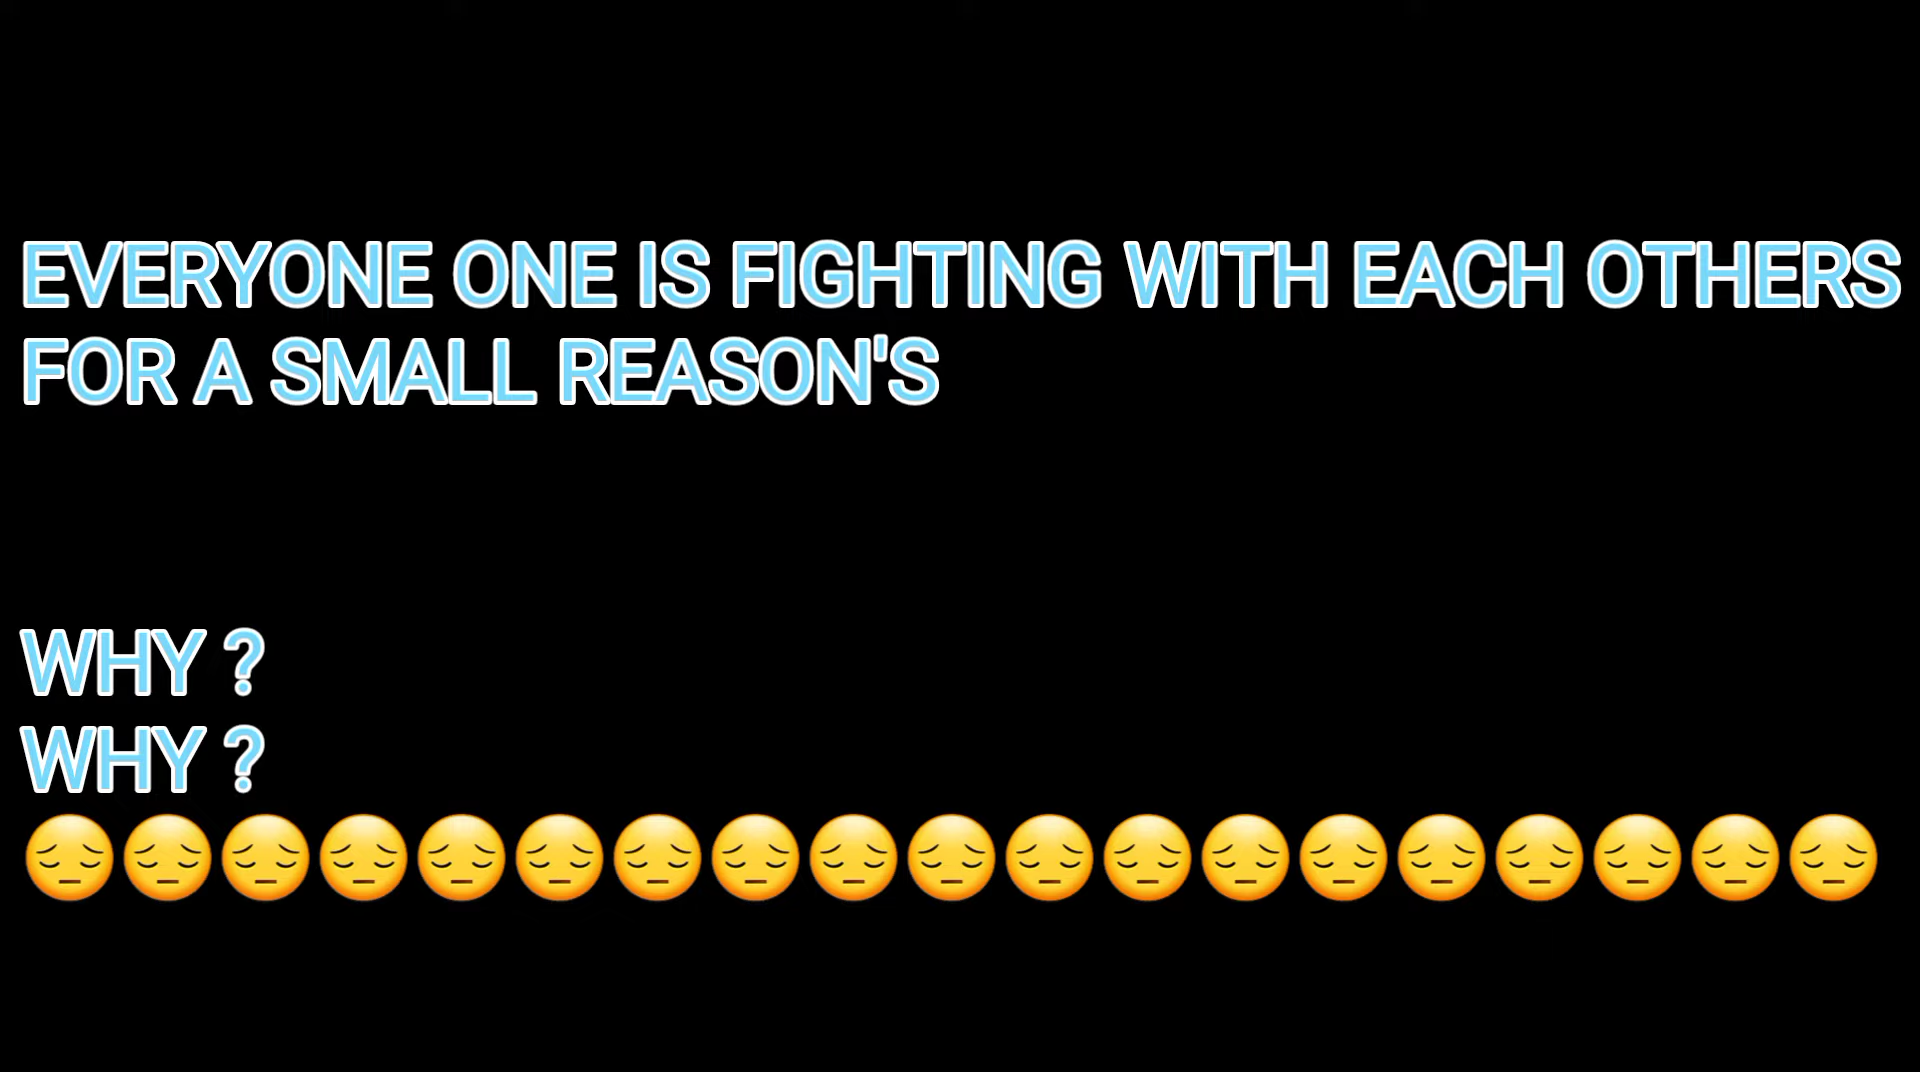 EVERYONE ONE IS FIGHTING WITH EACH OTHERS
FOR A SMALL REASON'S
WHY ?
WHY ?
😔😔😔😔😔😔😔😔😔😔😔😔😔😔😔😔😔😔😔